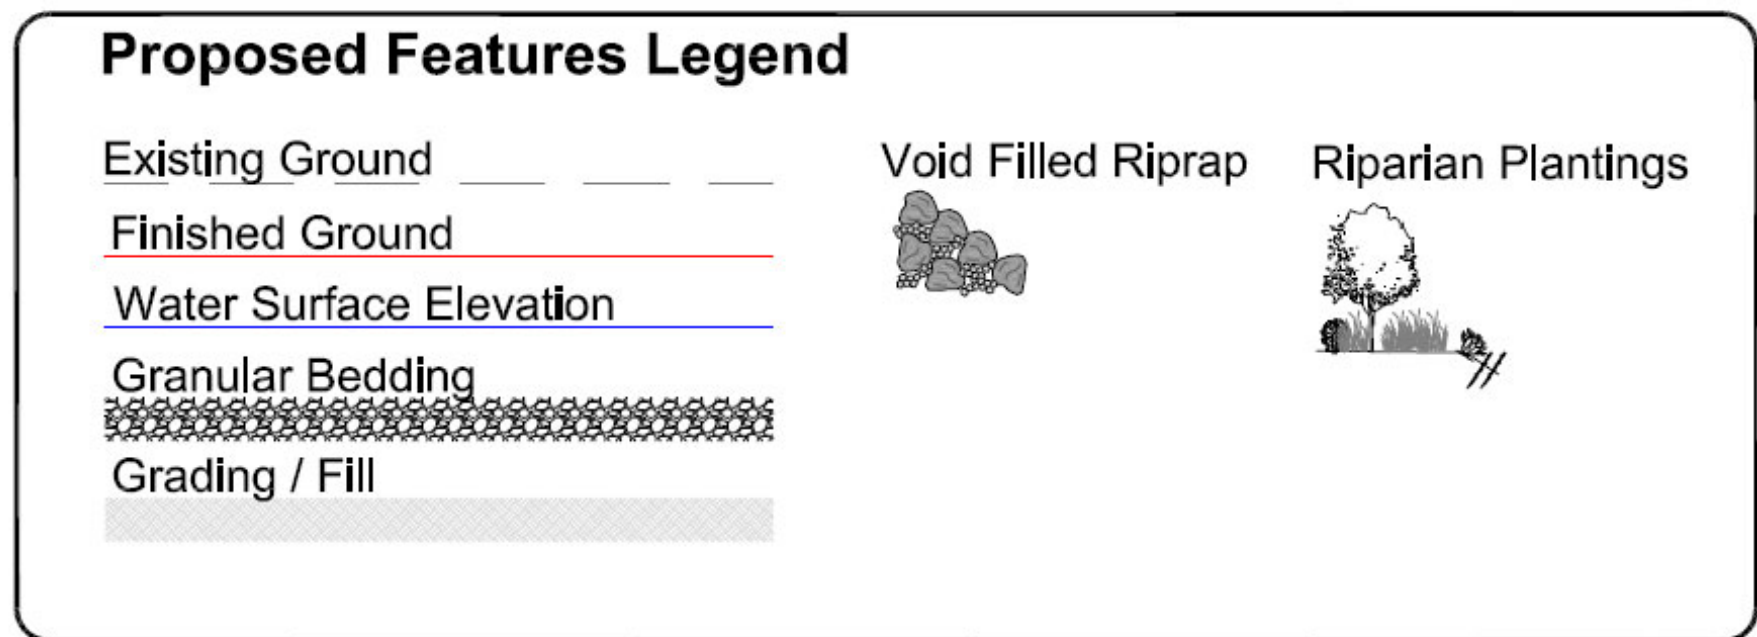 Proposed Features Legend
Existing Ground
Finished Ground
Water Surface Elevation
Granular Bedding
Grading / Fill
Void Filled Riprap
Riparian Plantings